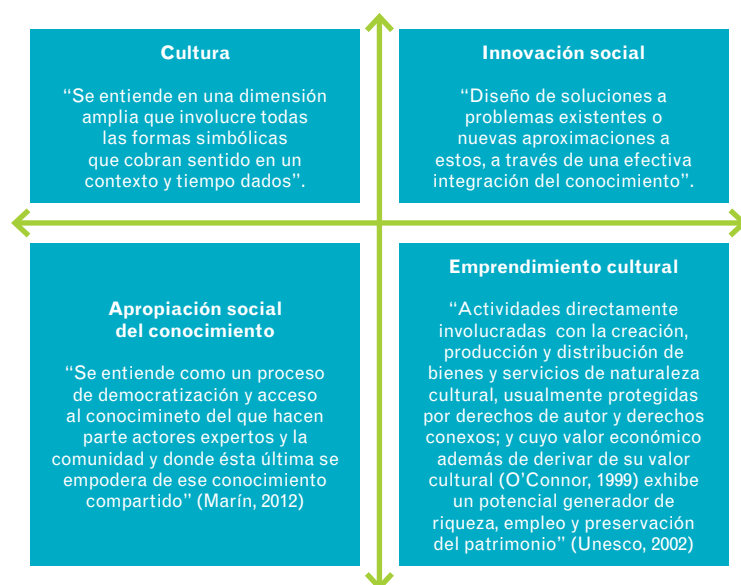 Cultura
“Se entiende en una dimensión
amplia que involucre todas
las formas simbólicas
que cobran sentido en un
contexto y tiempo dados”.
Innovación social
“Diseño de soluciones a
problemas existentes o
nuevas aproximaciones a
estos, a través de una efectiva
integración del conocimiento”.
Apropiación social
del conocimiento
“Se entiende como un proceso
de democratización y acceso
al conocimineto del que hacen
parte actores expertos y la
comunidad y donde ésta última se
empodera de ese conocimiento
compartido” (Marín, 2012)
Emprendimiento cultural
“Actividades directamente
involucradas con la creación,
producción y distribución de
bienes y servicios de naturaleza
cultural, usualmente protegidas
por derechos de autor y derechos
conexos; y cuyo valor económico
además de derivar de su valor
cultural (O’Connor, 1999) exhibe
un potencial generador de
riqueza, empleo y preservación
del patrimonio” (Unesco, 2002)